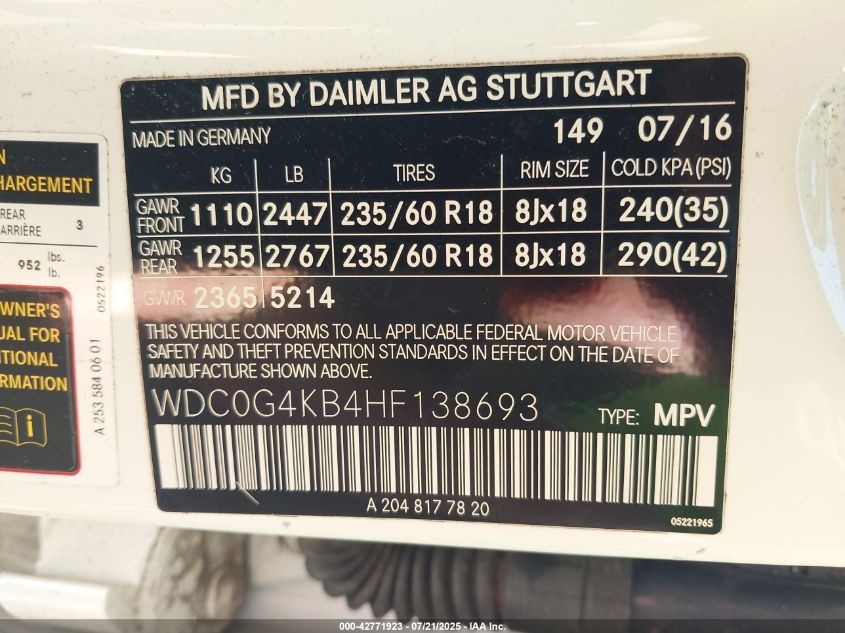 MFD BY DAIMLER AG STUTTGART
MADE IN GERMANY 149 07/16
KG LB TIRES RIM SIZE COLD KPA (PSI)
GAWR FRONT 1110 2447 235/60 R18 8Jx18 240(35)
GAWR REAR 1255 2767 235/60 R18 8Jx18 290(42)
GVWR 2365 5214
THIS VEHICLE CONFORMS TO ALL APPLICABLE FEDERAL MOTOR VEHICLE
SAFETY AND THEFT PREVENTION STANDARDS IN EFFECT ON THE DATE OF
MANUFACTURE SHOWN ABOVE.
WDC0G4KB4HF138693 TYPE: MPV
A 204 817 78 20
05221965
N
HARGEMENT
REAR
ARRIÈRE 3
952 lbs.
lb.
0522196
WNER'S
UAL FOR
ITIONAL
ORMATION
i
A 253 584 06 01
000-42771923 - 07/21/2025 - IAA Inc.